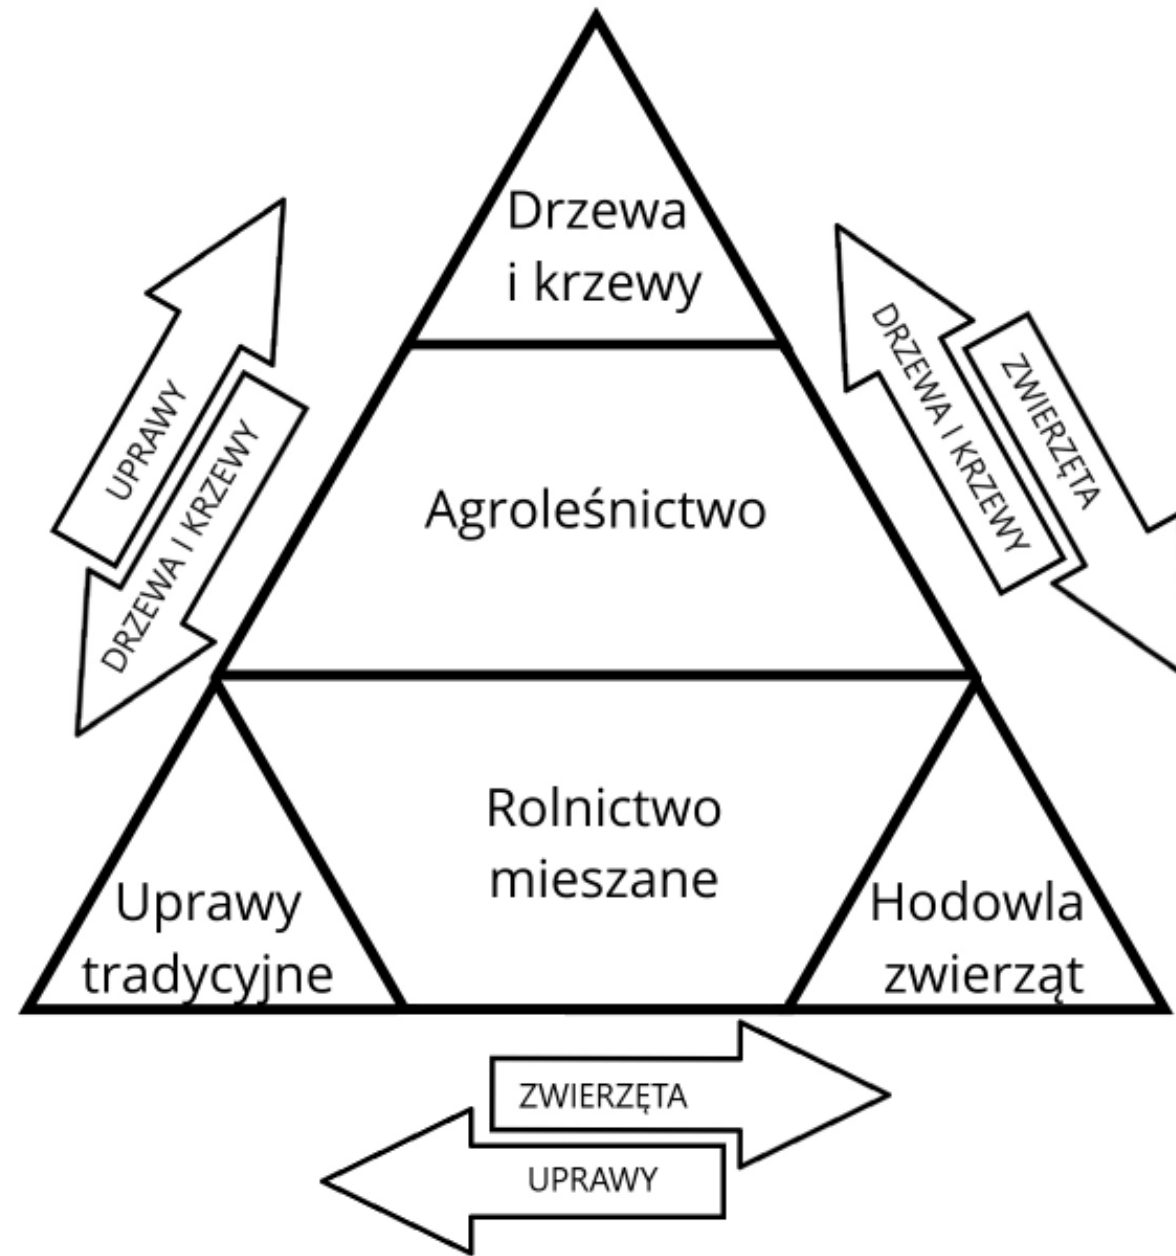 Drzewa
i krzewy
UPRAWY
DRZEWA I KRZEWY
DRZEWA I KRZEWY
ZWIERZĘTA
Agroleśnictwo
Rolnictwo
mieszane
Uprawy
tradycyjne
Hodowla
zwierząt
ZWIERZĘTA
UPRAWY